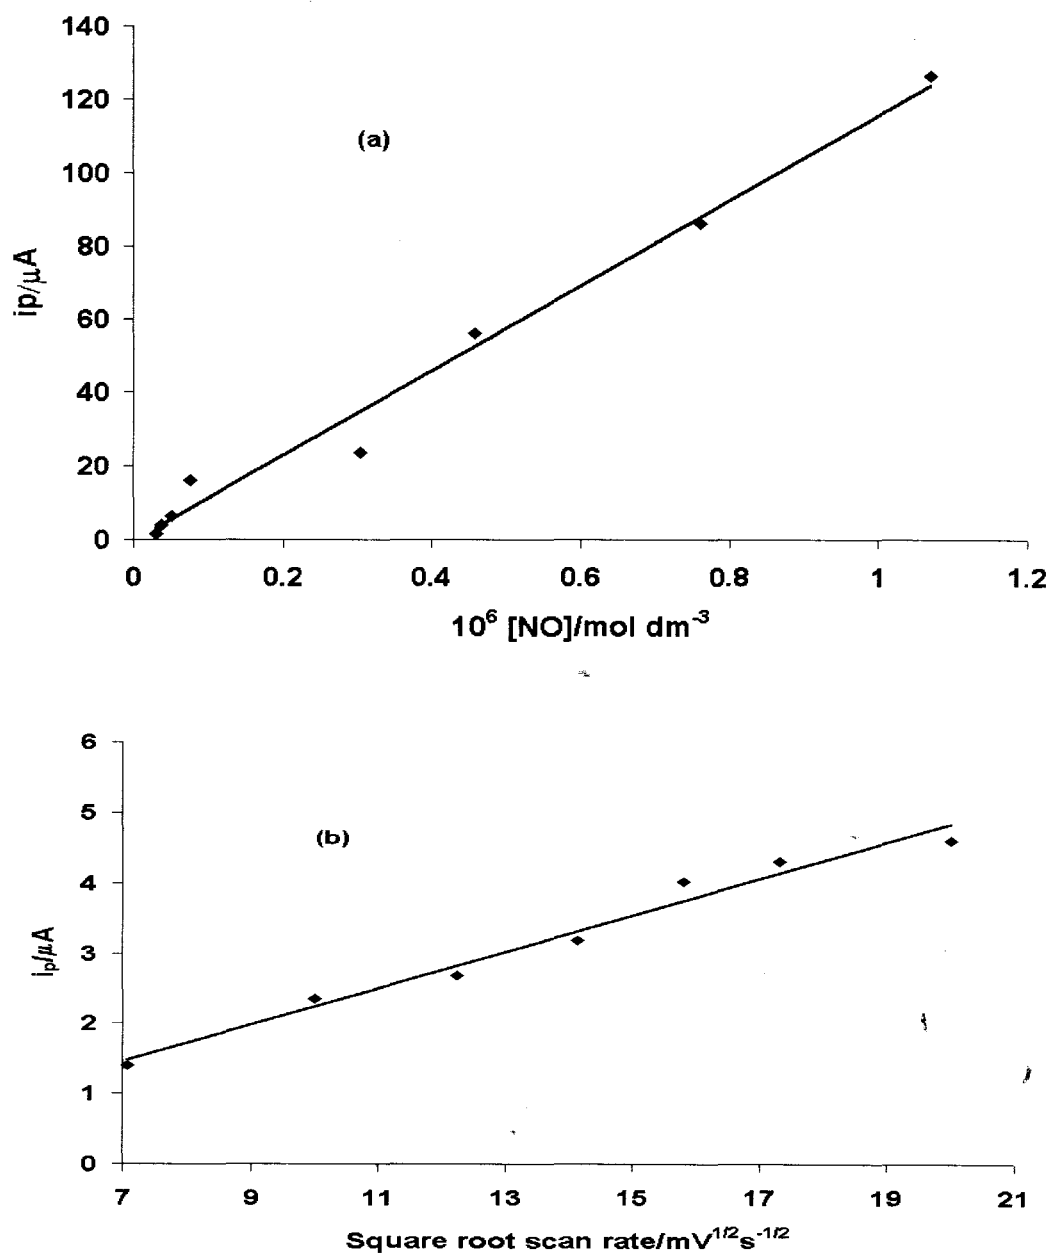 140
120
100
80
60
40
20
0
(a)
ip/μA
0 0.2 0.4 0.6 0.8 1 1.2
10⁶ [NO]/mol dm⁻³
6
5
4
3
2
1
0
(b)
iₚ/μA
7 9 11 13 15 17 19 21
Square root scan rate/mV¹ᐟ²s⁻¹ᐟ²